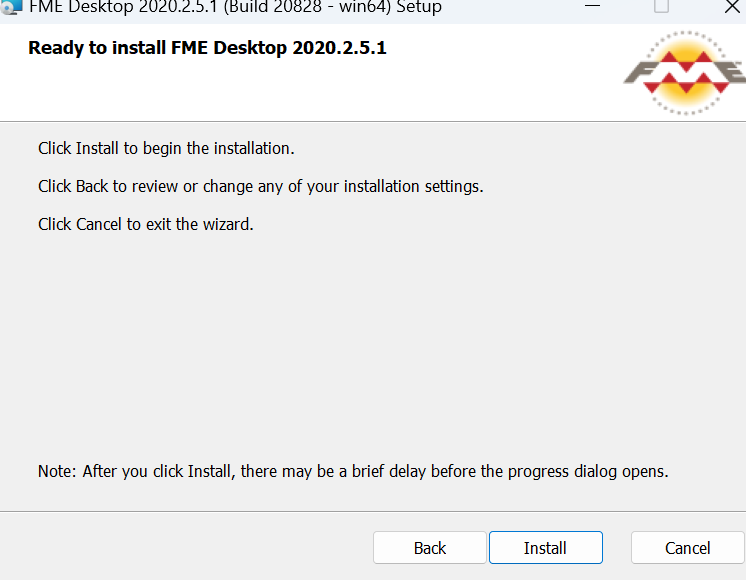 FME Desktop 2020.2.5.1 (Build 20828 - win64) Setup
Ready to install FME Desktop 2020.2.5.1
FME
Click Install to begin the installation.
Click Back to review or change any of your installation settings.
Click Cancel to exit the wizard.
Note: After you click Install, there may be a brief delay before the progress dialog opens.
Back Install Cancel